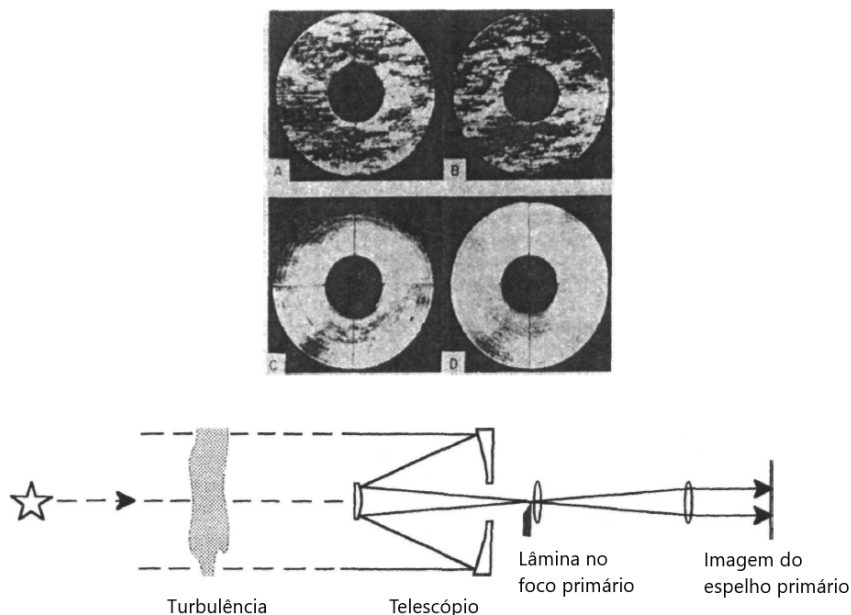 A
B
C
D
Lâmina no
foco primário
Imagem do
espelho primário
Turbulência
Telescópio